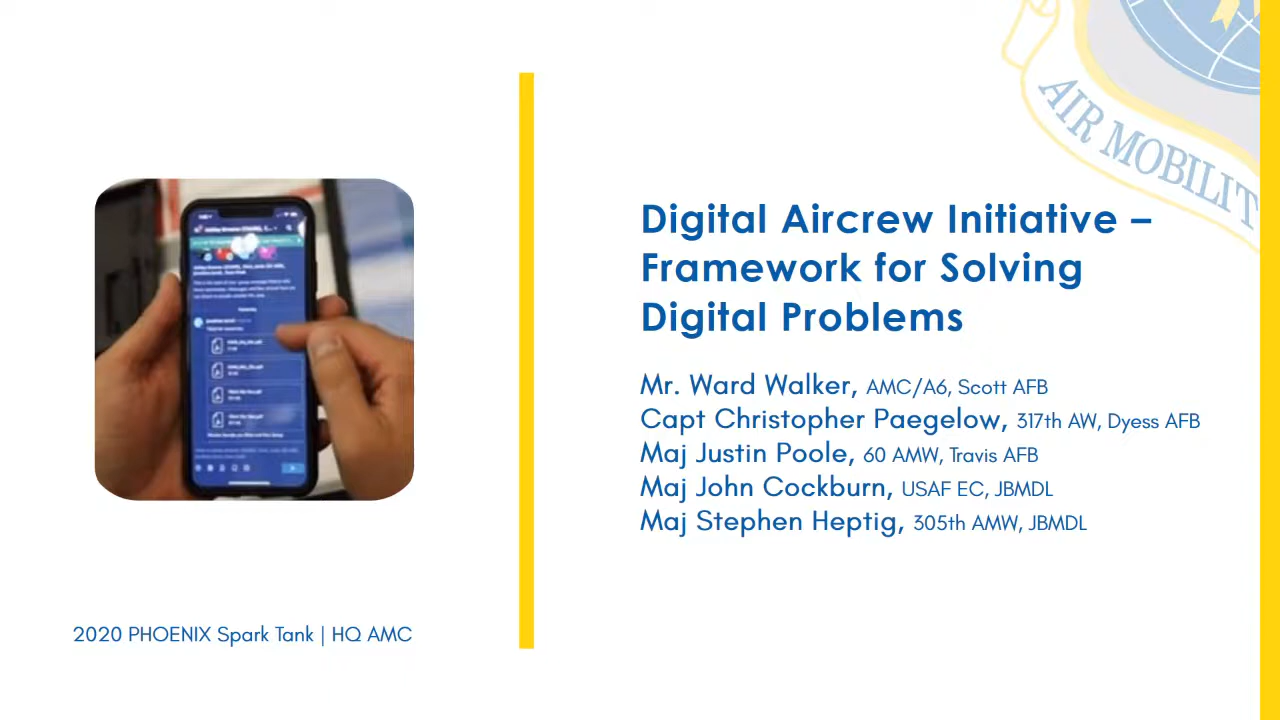 AIR MOBILIT
Digital Aircrew Initiative –
Framework for Solving
Digital Problems
Mr. Ward Walker, AMC/A6, Scott AFB
Capt Christopher Paegelow, 317th AW, Dyess AFB
Maj Justin Poole, 60 AMW, Travis AFB
Maj John Cockburn, USAF EC, JBMDL
Maj Stephen Heptig, 305th AMW, JBMDL
2020 PHOENIX Spark Tank | HQ AMC